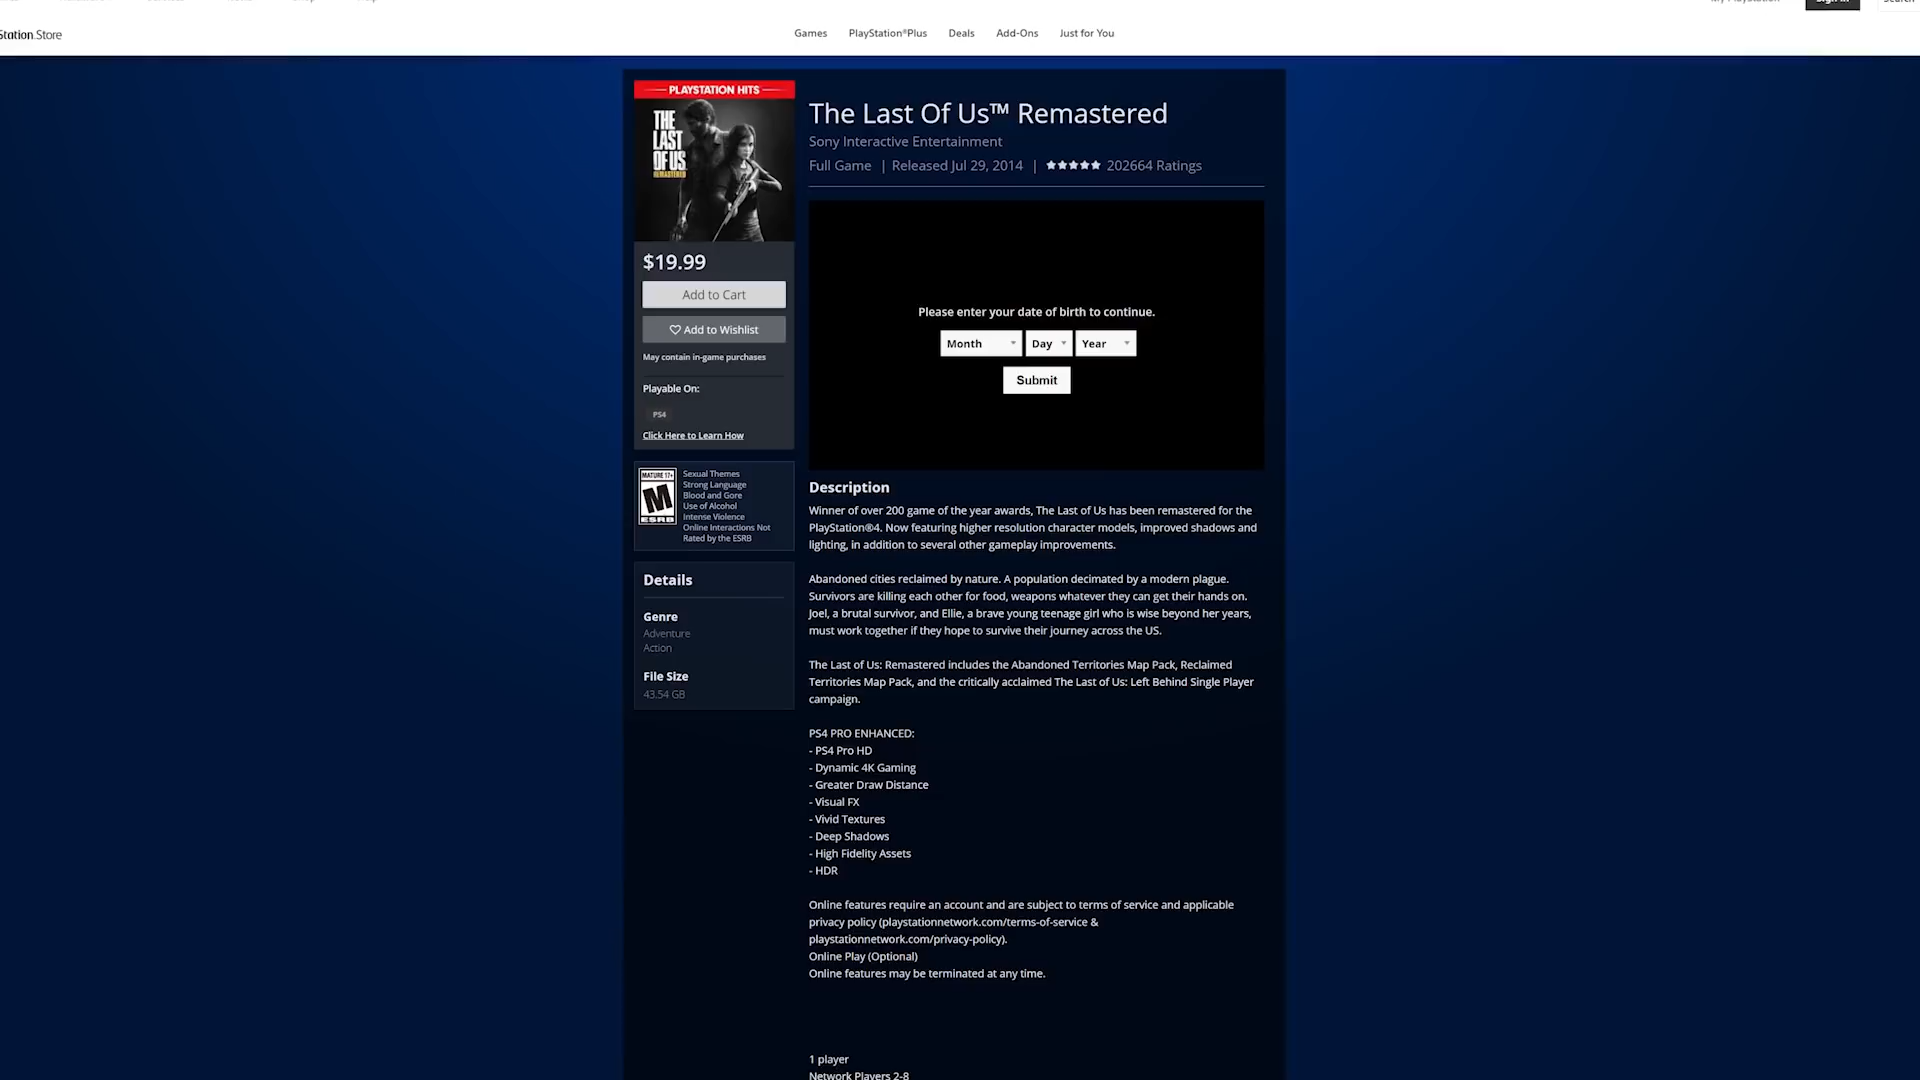 My PlayStation
Station.Store
Games
PlayStation®Plus
Deals
Add-Ons
Just for You
PLAYSTATION HITS
THE
LAST
OF US
REMASTERED
$19.99
Add to Cart
Add to Wishlist
May contain in-game purchases
Playable On:
PS4
Click Here to Learn How
MATURE 17+
M
ESRB
Sexual Themes
Strong Language
Blood and Gore
Use of Alcohol
Intense Violence
Online Interactions Not
Rated by the ESRB
Details
Genre
Adventure
Action
File Size
43.54 GB
The Last Of Us™ Remastered
Sony Interactive Entertainment
Full Game | Released Jul 29, 2014 | ★★★★★ 202664 Ratings
Please enter your date of birth to continue.
Month Day Year
Submit
Description
Winner of over 200 game of the year awards, The Last of Us has been remastered for the
PlayStation®4. Now featuring higher resolution character models, improved shadows and
lighting, in addition to several other gameplay improvements.
Abandoned cities reclaimed by nature. A population decimated by a modern plague.
Survivors are killing each other for food, weapons whatever they can get their hands on.
Joel, a brutal survivor, and Ellie, a brave young teenage girl who is wise beyond her years,
must work together if they hope to survive their journey across the US.
The Last of Us: Remastered includes the Abandoned Territories Map Pack, Reclaimed
Territories Map Pack, and the critically acclaimed The Last of Us: Left Behind Single Player
campaign.
PS4 PRO ENHANCED:
- PS4 Pro HD
- Dynamic 4K Gaming
- Greater Draw Distance
- Visual FX
- Vivid Textures
- Deep Shadows
- High Fidelity Assets
- HDR
Online features require an account and are subject to terms of service and applicable
privacy policy (playstationnetwork.com/terms-of-service &
playstationnetwork.com/privacy-policy).
Online Play (Optional)
Online features may be terminated at any time.
1 player
Network Players 2-8